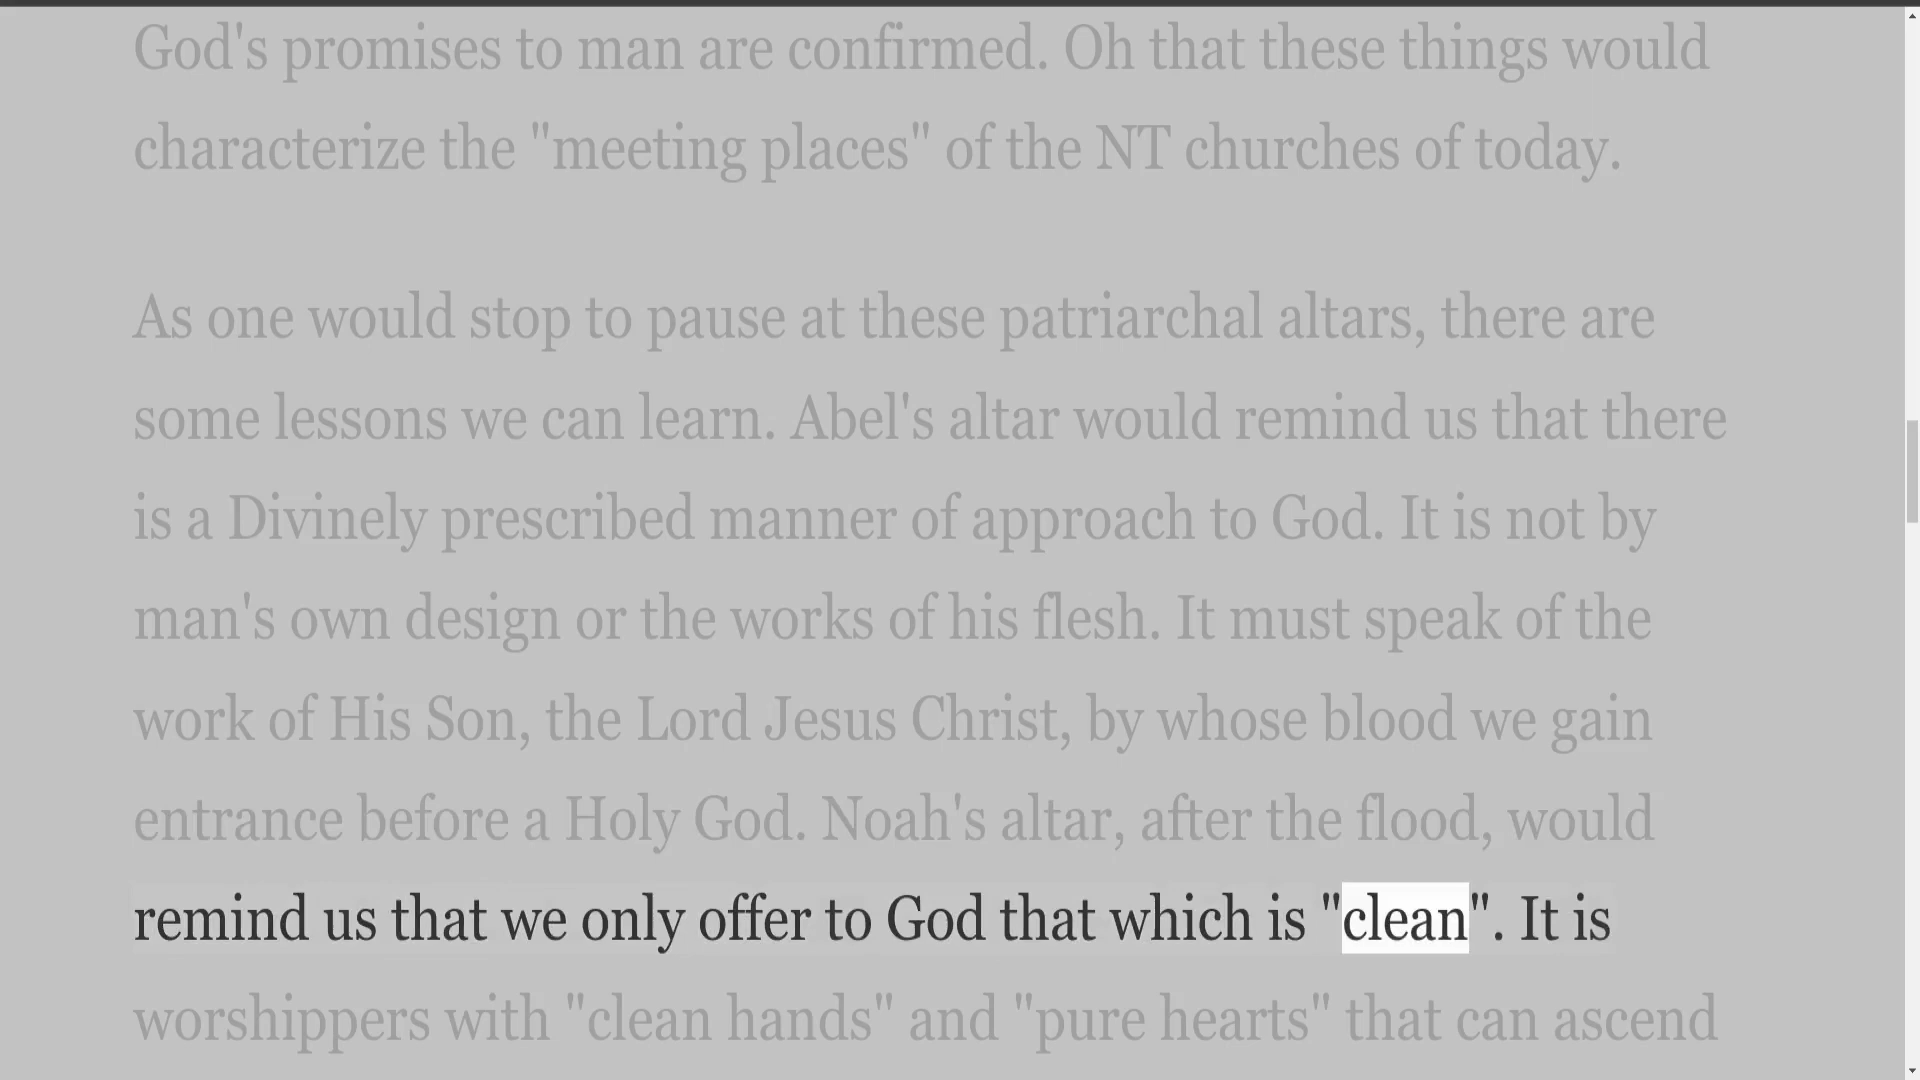 God's promises to man are confirmed. Oh that these things would
characterize the "meeting places" of the NT churches of today.
As one would stop to pause at these patriarchal altars, there are
some lessons we can learn. Abel's altar would remind us that there
is a Divinely prescribed manner of approach to God. It is not by
man's own design or the works of his flesh. It must speak of the
work of His Son, the Lord Jesus Christ, by whose blood we gain
entrance before a Holy God. Noah's altar, after the flood, would
remind us that we only offer to God that which is "clean". It is
worshippers with "clean hands" and "pure hearts" that can ascend